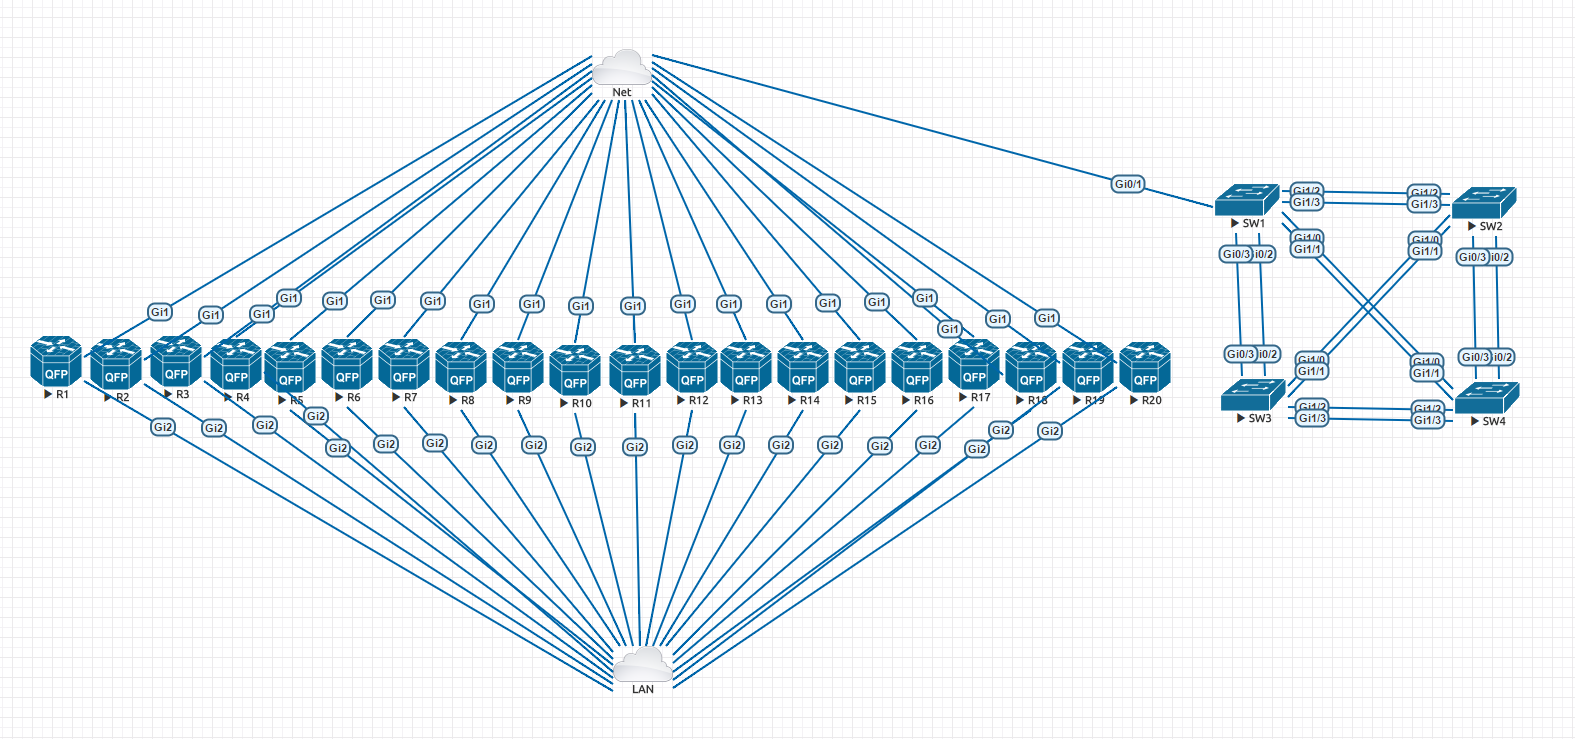 Net
Gi0/1
Gi1/2
Gi1/2
Gi1/3
Gi1/3
SW1
SW2
Gi1/0
Gi1/0
Gi1/1
Gi1/1
Gi0/3
i0/2
Gi0/3
i0/2
Gi1 Gi1 Gi1 Gi1 Gi1 Gi1 Gi1 Gi1 Gi1 Gi1 Gi1 Gi1 Gi1 Gi1 Gi1 Gi1 Gi1 Gi1 Gi1 Gi1
Gi0/3
i0/2
Gi0/3
i0/2
Gi1/0
Gi1/0
Gi1/1
Gi1/1
QFP QFP QFP QFP QFP QFP QFP QFP QFP QFP QFP QFP QFP QFP QFP QFP QFP QFP QFP QFP
R1 R2 R3 R4 R5 R6 R7 R8 R9 R10 R11 R12 R13 R14 R15 R16 R17 R18 R19 R20
Gi1/2
Gi1/2
Gi1/3
Gi1/3
SW3
SW4
Gi2 Gi2 Gi2 Gi2 Gi2 Gi2 Gi2 Gi2 Gi2 Gi2 Gi2 Gi2 Gi2 Gi2 Gi2 Gi2 Gi2 Gi2 Gi2 Gi2
LAN